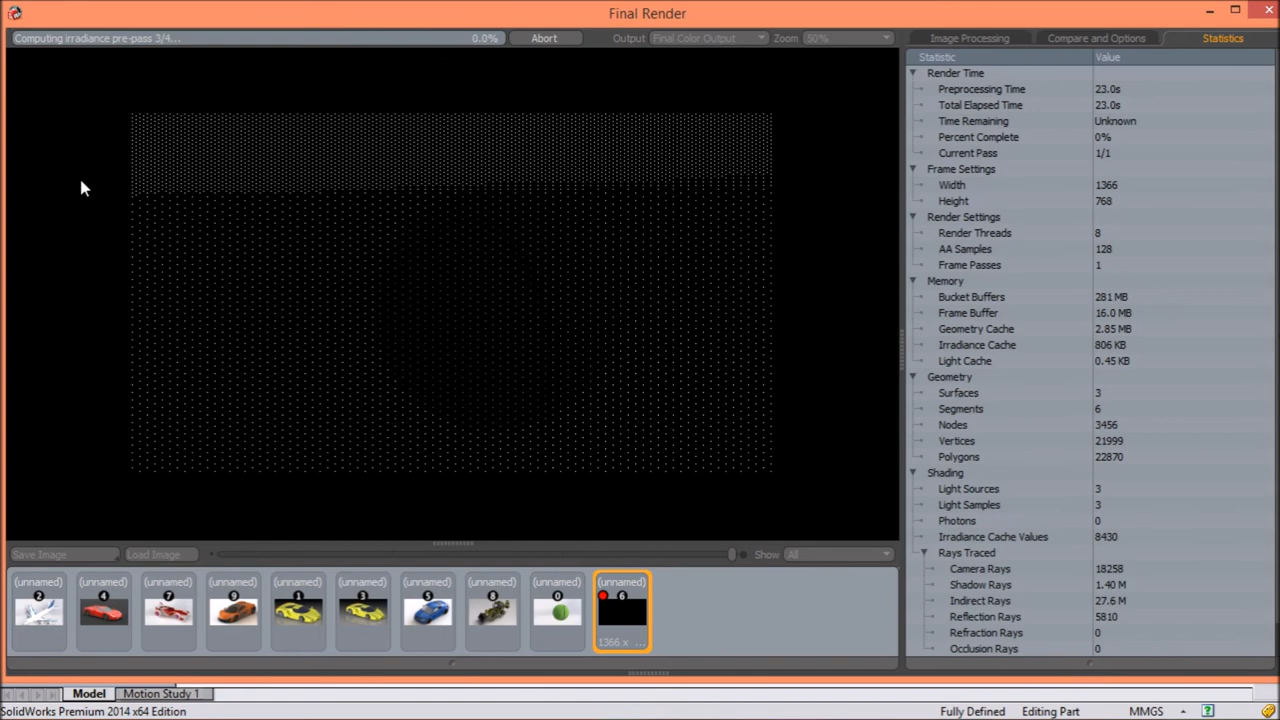 Final Render
Computing irradiance pre-pass 3/4... 0.0% Abort Output Final Color Output Zoom 50% Image Processing Compare and Options Statistics
Statistic Value
Render Time
Preprocessing Time 23.0s
Total Elapsed Time 23.0s
Time Remaining Unknown
Percent Complete 0%
Current Pass 1/1
Frame Settings
Width 1366
Height 768
Render Settings
Render Threads 8
AA Samples 128
Frame Passes 1
Memory
Bucket Buffers 281 MB
Frame Buffer 16.0 MB
Geometry Cache 2.85 MB
Irradiance Cache 806 KB
Light Cache 0.45 KB
Geometry
Surfaces 3
Segments 6
Nodes 3456
Vertices 21999
Polygons 22870
Shading
Light Sources 3
Light Samples 3
Photons 0
Irradiance Cache Values 8430
Rays Traced
Camera Rays 18258
Shadow Rays 1.40 M
Indirect Rays 27.6 M
Reflection Rays 5810
Refraction Rays 0
Occlusion Rays 0
Save Image Load Image Show All
(unnamed) (unnamed) (unnamed) (unnamed) (unnamed) (unnamed) (unnamed) (unnamed) (unnamed) (unnamed)
2 4 7 9 1 3 5 8 0 6
1366 x ...
Model Motion Study 1
SolidWorks Premium 2014 x64 Edition Fully Defined Editing Part MMGS